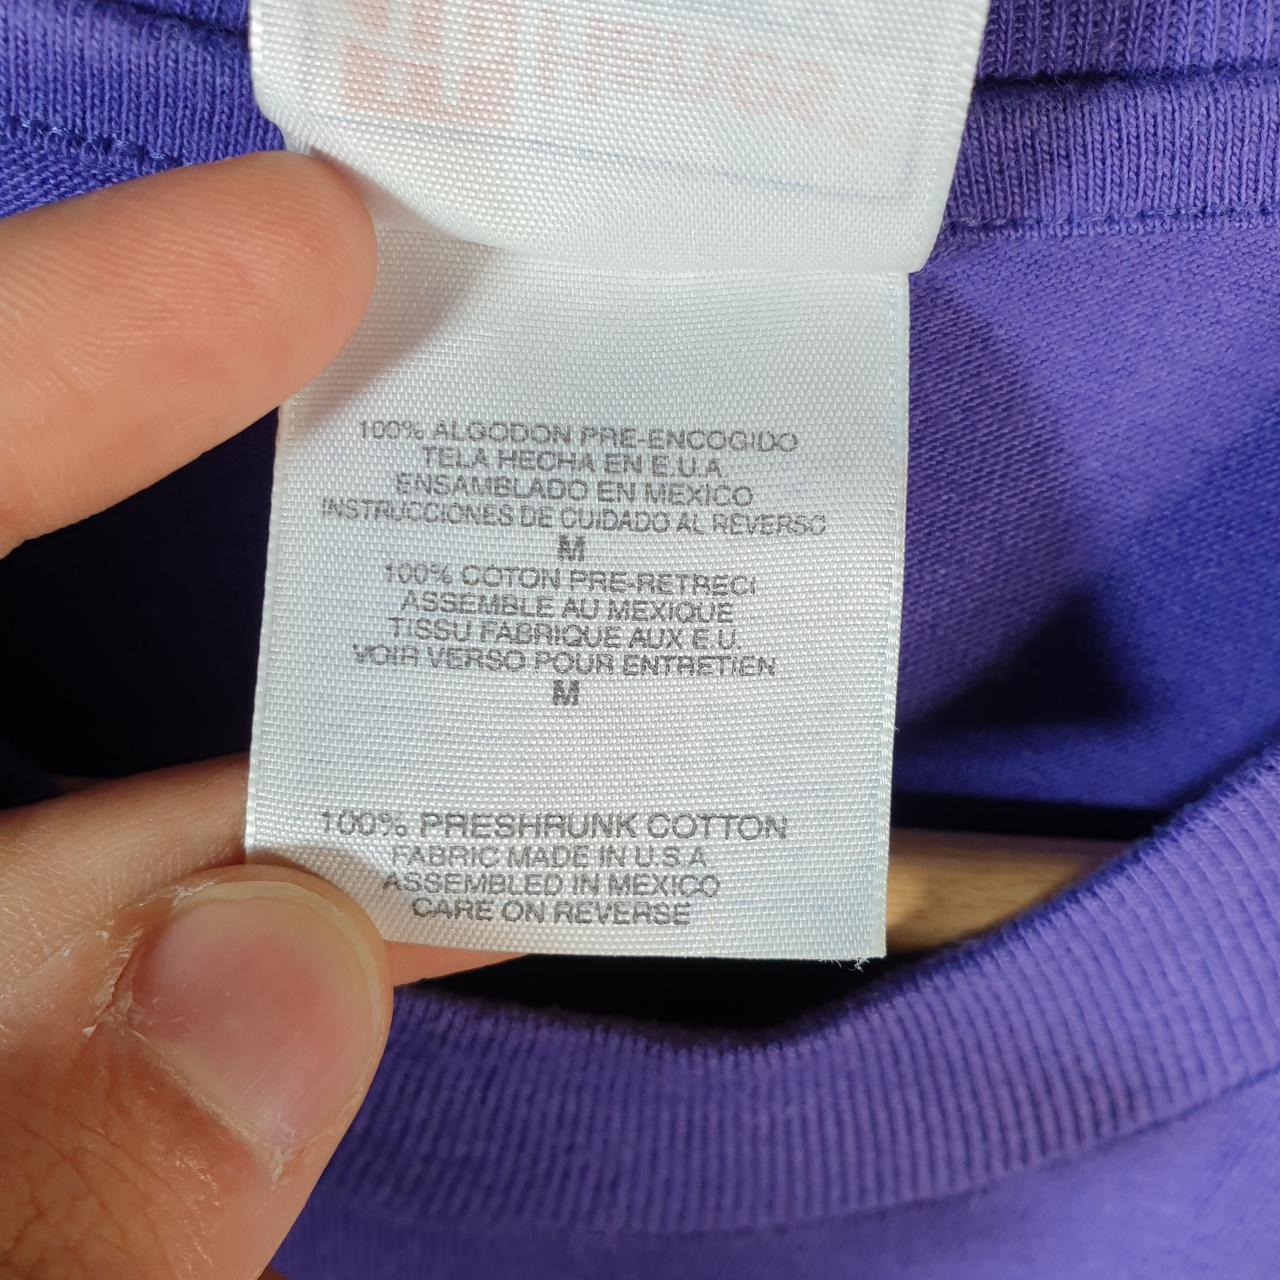 100% ALGODON PRE-ENCOGIDO
TELA HECHA EN E.U.A
ENSAMBLADO EN MEXICO
INSTRUCCIONES DE CUIDADO AL REVERSO
M
100% COTON PRE-RETRECI
ASSEMBLE AU MEXIQUE
TISSU FABRIQUE AUX E.U.
VOIR VERSO POUR ENTRETIEN
M
100% PRESHRUNK COTTON
FABRIC MADE IN U.S.A
ASSEMBLED IN MEXICO
CARE ON REVERSE